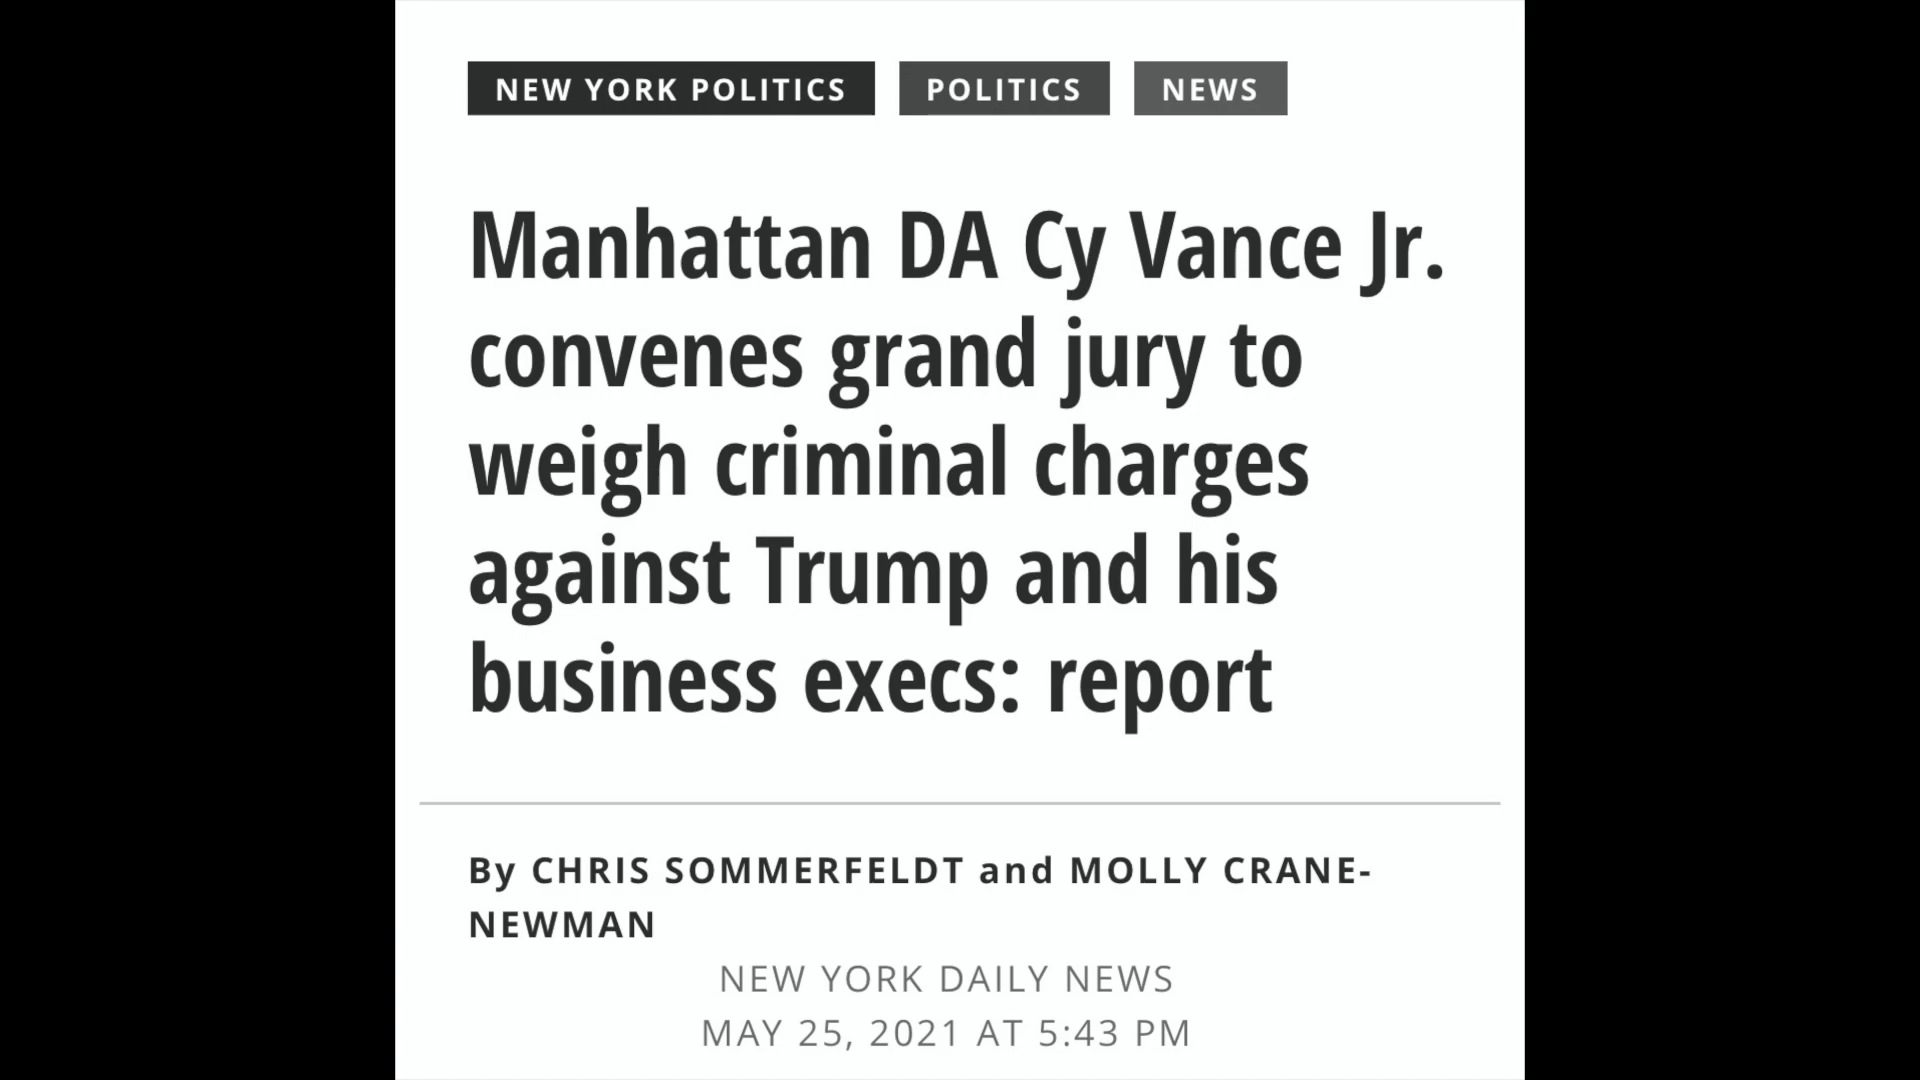 NEW YORK POLITICS POLITICS NEWS
Manhattan DA Cy Vance Jr.
convenes grand jury to
weigh criminal charges
against Trump and his
business execs: report
By CHRIS SOMMERFELDT and MOLLY CRANE-
NEWMAN
NEW YORK DAILY NEWS
MAY 25, 2021 AT 5:43 PM